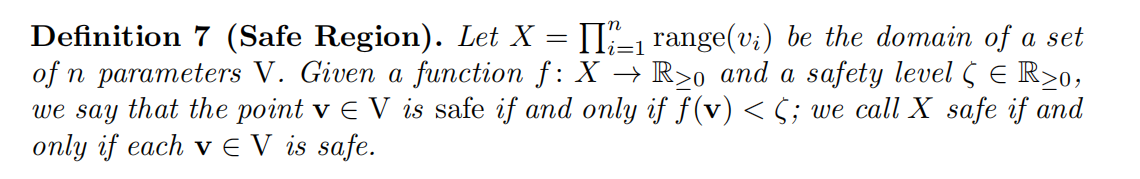 Definition 7 (Safe Region). Let X = ∏ⁿᵢ₌₁ range(vᵢ) be the domain of a set
of n parameters V. Given a function f : X → ℝ≥0 and a safety level ζ ∈ ℝ≥0,
we say that the point v ∈ V is safe if and only if f(v) < ζ; we call X safe if and
only if each v ∈ V is safe.